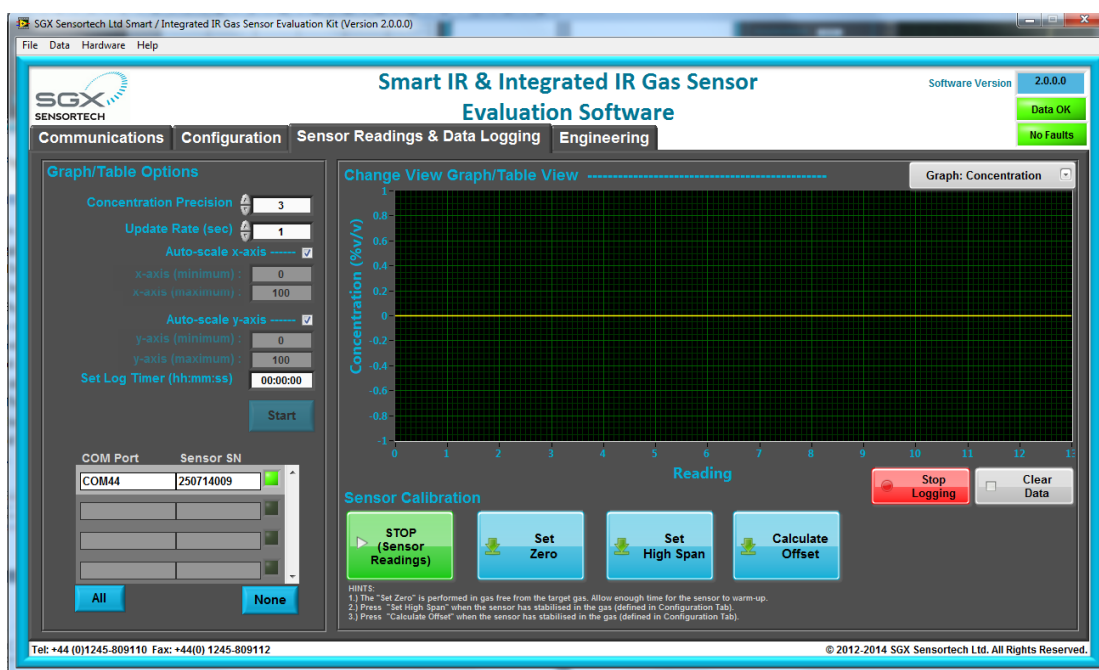 SGX Sensortech Ltd Smart / Integrated IR Gas Sensor Evaluation Kit (Version 2.0.0.0)
File Data Hardware Help
SGX
SENSORTECH
Smart IR & Integrated IR Gas Sensor
Evaluation Software
Software Version 2.0.0.0
Data OK
No Faults
Communications Configuration Sensor Readings & Data Logging Engineering
Graph/Table Options
Concentration Precision 3
Update Rate (sec) 1
Auto-scale x-axis ------
x-axis (minimum) : 0
x-axis (maximum) : 100
Auto-scale y-axis ------
y-axis (minimum) : 0
y-axis (maximum) : 100
Set Log Timer (hh:mm:ss) 00:00:00
Start
COM Port Sensor SN
COM44 250714009
All None
Change View Graph/Table View ------------------------------------------------
Graph: Concentration
Concentration (%v/v)
1
0.8
0.6
0.4
0.2
0
-0.2
-0.4
-0.6
-0.8
-1
0 1 2 3 4 5 6 7 8 9 10 11 12 13
Reading
Stop
Logging
Clear
Data
Sensor Calibration
STOP
(Sensor
Readings)
Set
Zero
Set
High Span
Calculate
Offset
HINTS:
1.) The "Set Zero" is performed in gas free from the target gas. Allow enough time for the sensor to warm-up.
2.) Press "Set High Span" when the sensor has stabilised in the gas (defined in Configuration Tab).
3.) Press "Calculate Offset" when the sensor has stabilised in the gas (defined in Configuration Tab).
Tel: +44 (0)1245-809110 Fax: +44(0) 1245-809112
© 2012-2014 SGX Sensortech Ltd. All Rights Reserved.